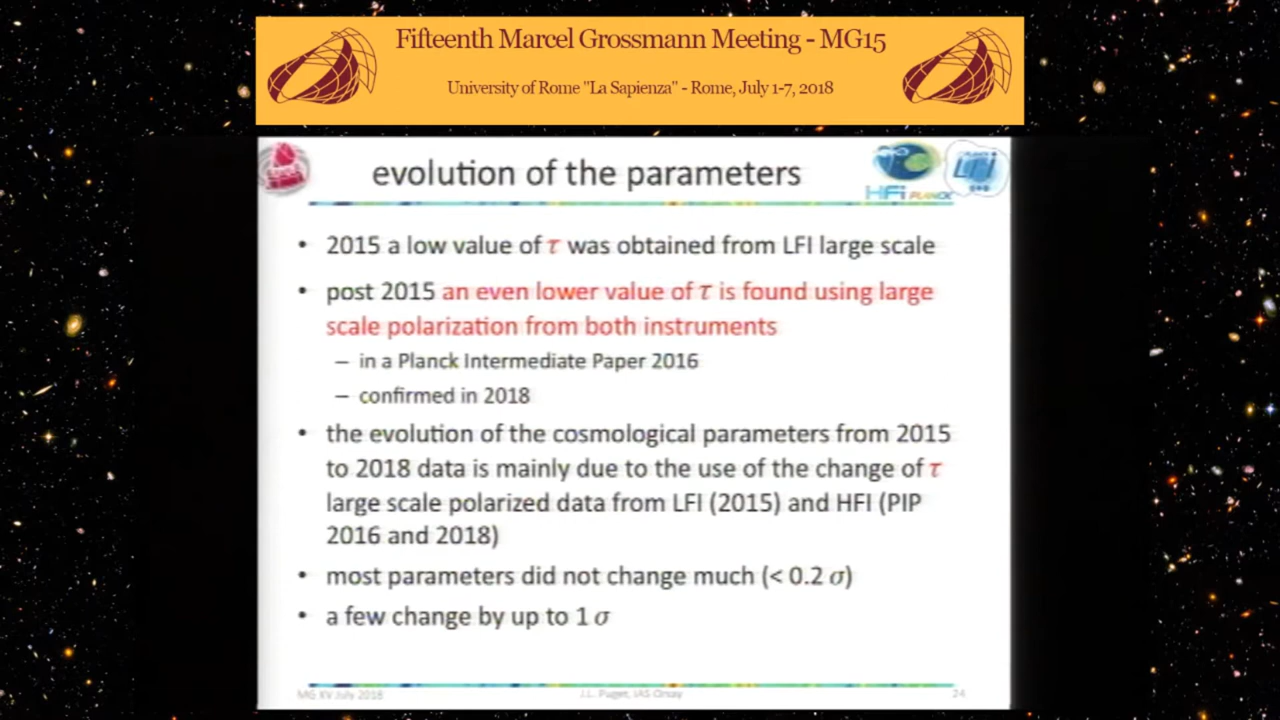 Fifteenth Marcel Grossmann Meeting - MG15
University of Rome "La Sapienza" - Rome, July 1-7, 2018
evolution of the parameters
HFi PLANCK
• 2015 a low value of τ was obtained from LFI large scale
• post 2015 an even lower value of τ is found using large
scale polarization from both instruments
– in a Planck Intermediate Paper 2016
– confirmed in 2018
• the evolution of the cosmological parameters from 2015
to 2018 data is mainly due to the use of the change of τ
large scale polarized data from LFI (2015) and HFI (PIP
2016 and 2018)
• most parameters did not change much (< 0.2 σ)
• a few change by up to 1 σ
MG XV July 2018
J.L. Puget, IAS Orsay
24